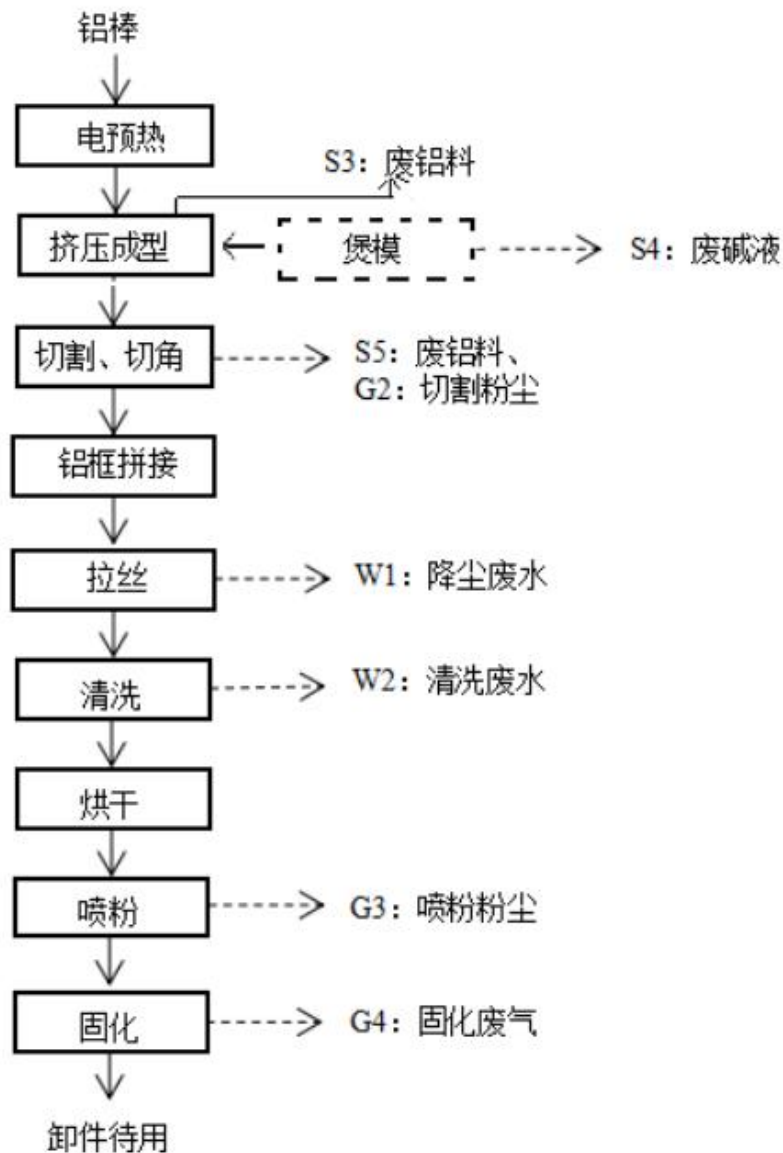 铝棒
电预热
S3：废铝料
挤压成型
煲模
S4：废碱液
切割、切角
S5：废铝料、
G2：切割粉尘
铝框拼接
拉丝
W1：降尘废水
清洗
W2：清洗废水
烘干
喷粉
G3：喷粉粉尘
固化
G4：固化废气
卸件待用